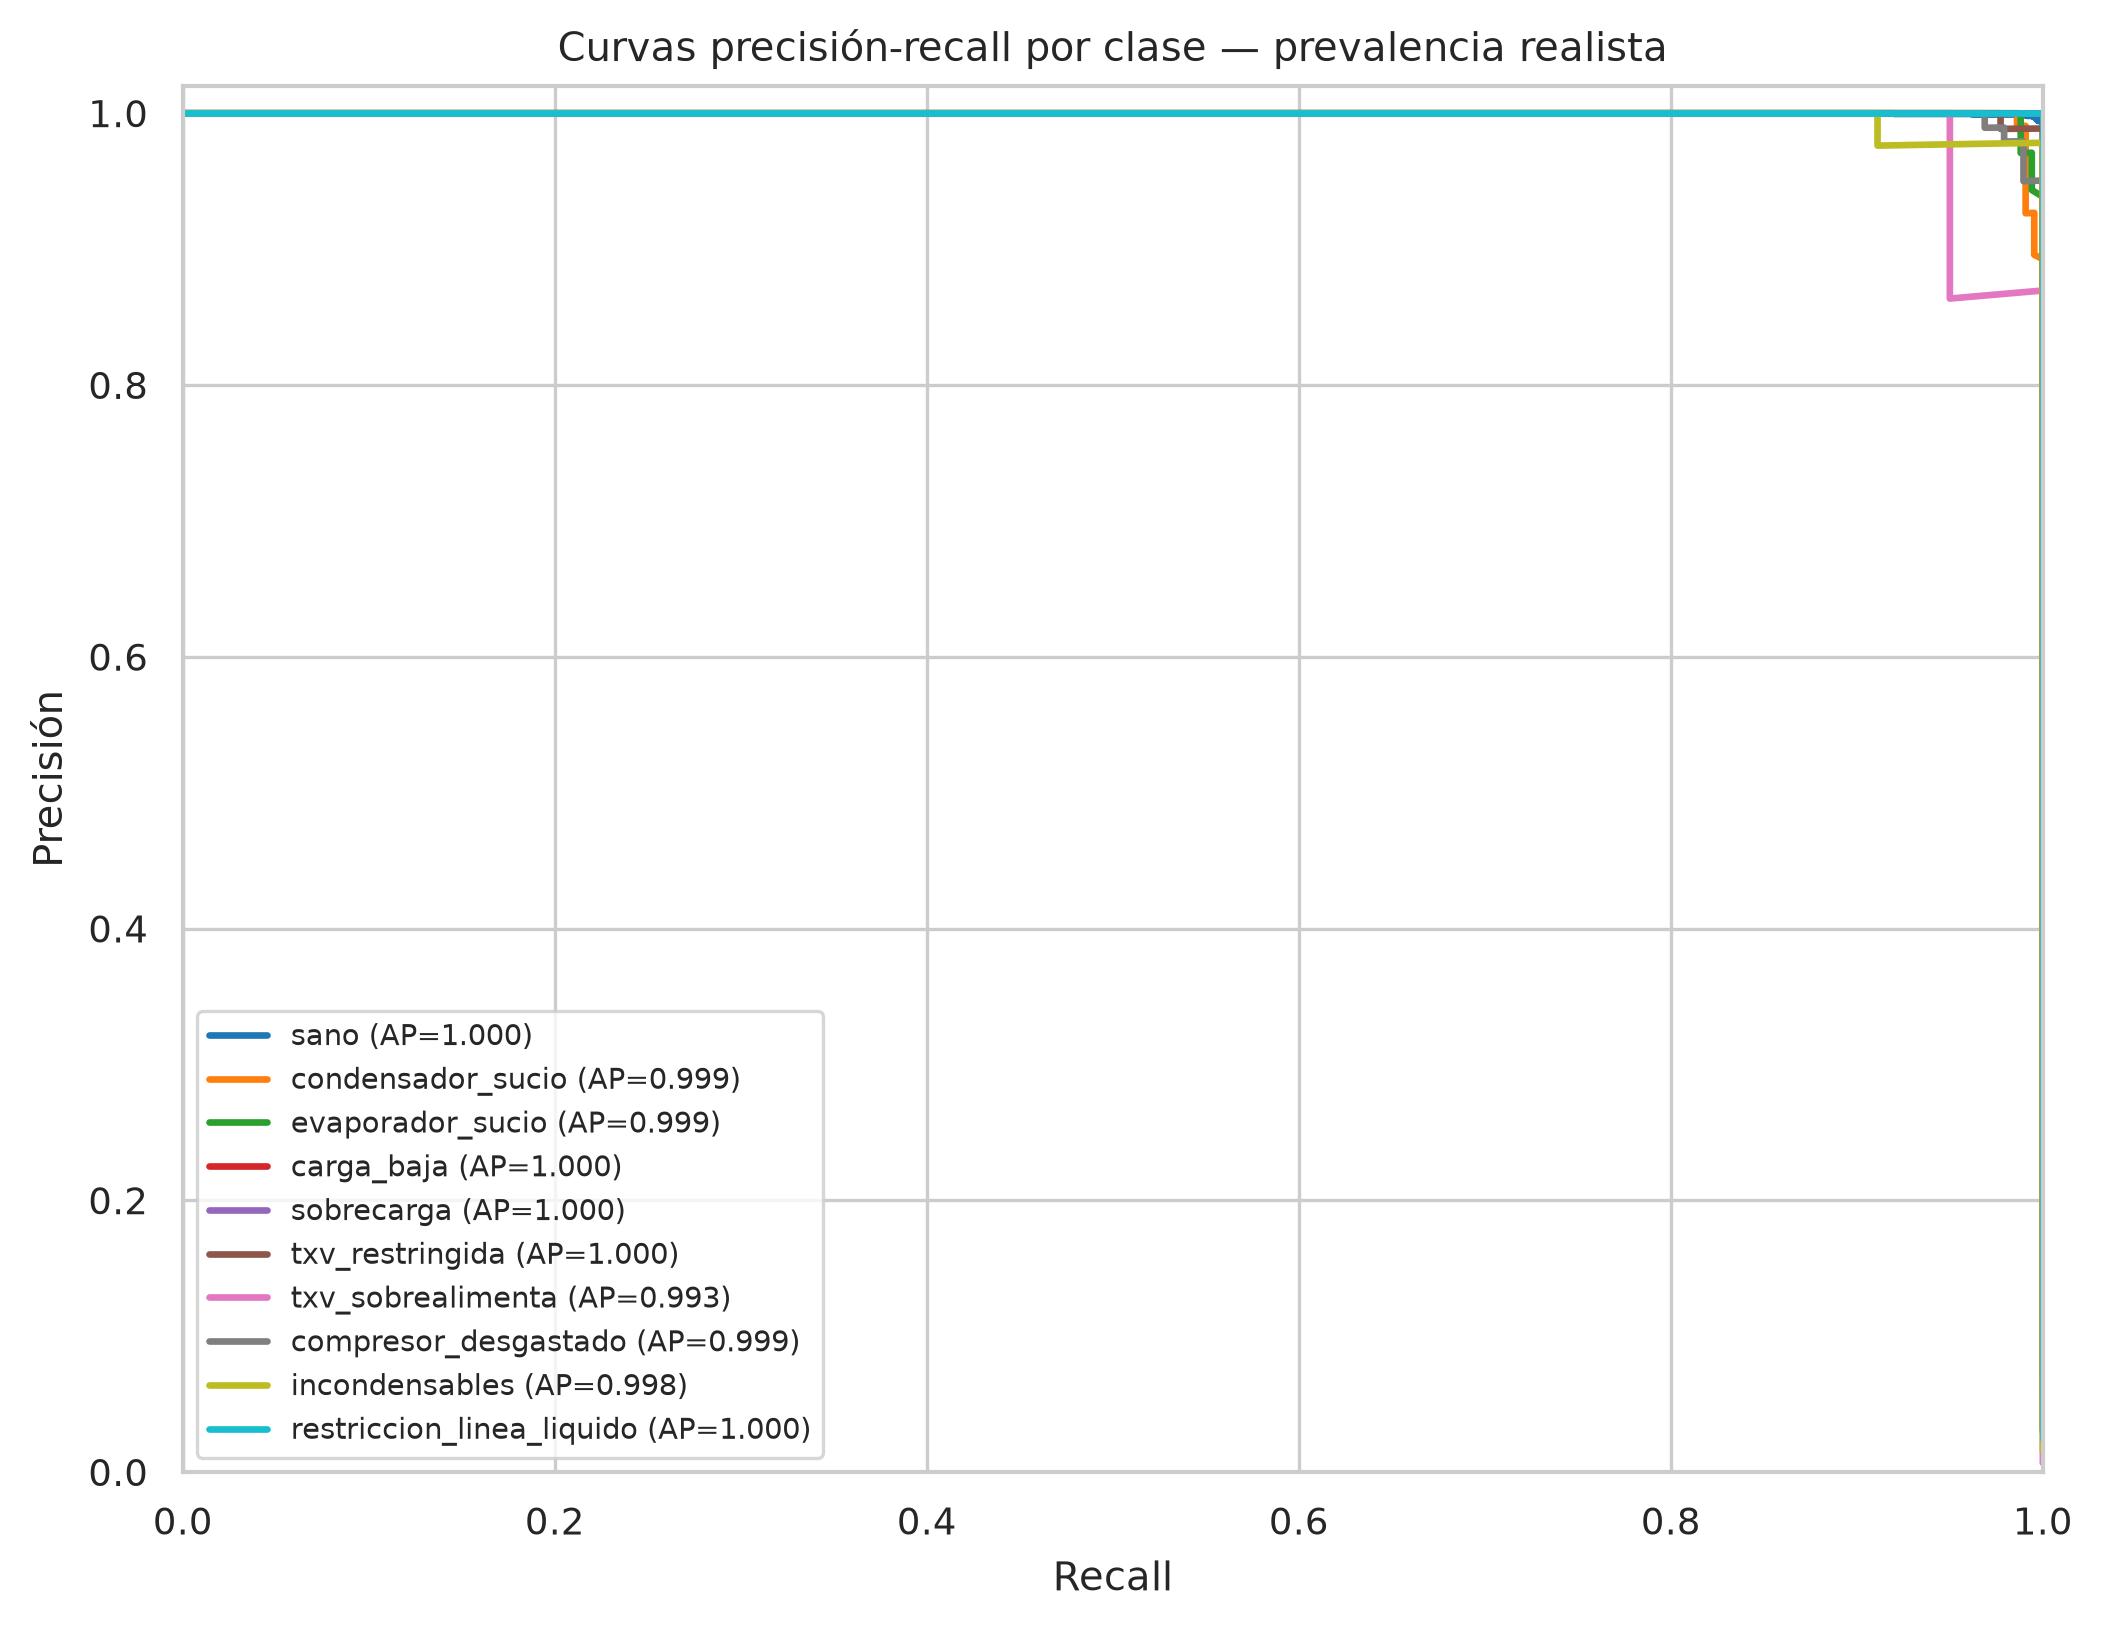 Curvas precisión-recall por clase — prevalencia realista
1.0
0.8
0.6
0.4
0.2
0.0
Precisión
sano (AP=1.000)
condensador_sucio (AP=0.999)
evaporador_sucio (AP=0.999)
carga_baja (AP=1.000)
sobrecarga (AP=1.000)
txv_restringida (AP=1.000)
txv_sobrealimenta (AP=0.993)
compresor_desgastado (AP=0.999)
incondensables (AP=0.998)
restriccion_linea_liquido (AP=1.000)
0.0 0.2 0.4 0.6 0.8 1.0
Recall